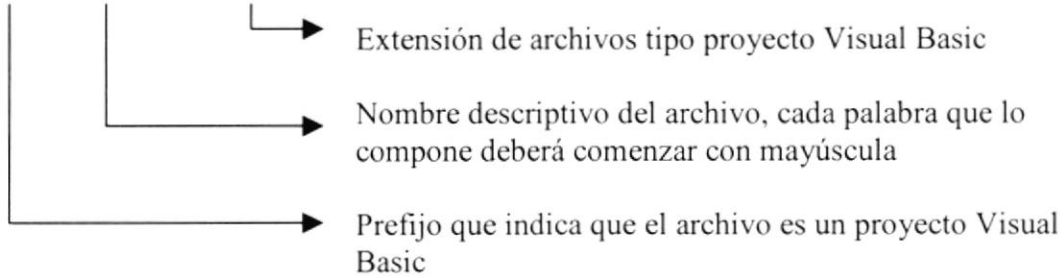 Extensión de archivos tipo proyecto Visual Basic
Nombre descriptivo del archivo, cada palabra que lo
compone deberá comenzar con mayúscula
Prefijo que indica que el archivo es un proyecto Visual
Basic